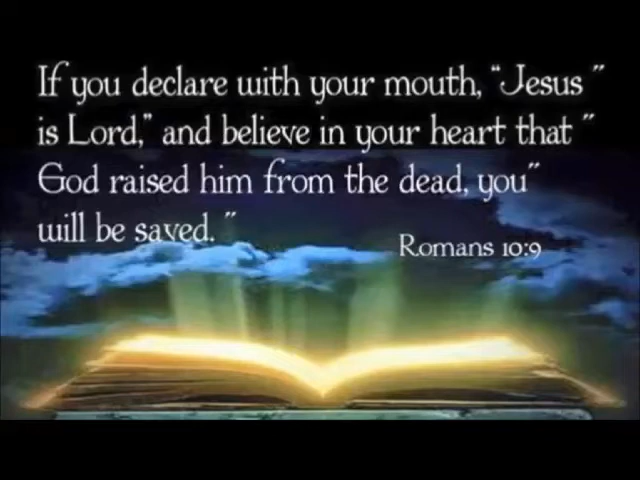 If you declare with your mouth, “Jesus ”
is Lord,” and believe in your heart that ”
God raised him from the dead, you”
will be saved. ”
Romans 10:9